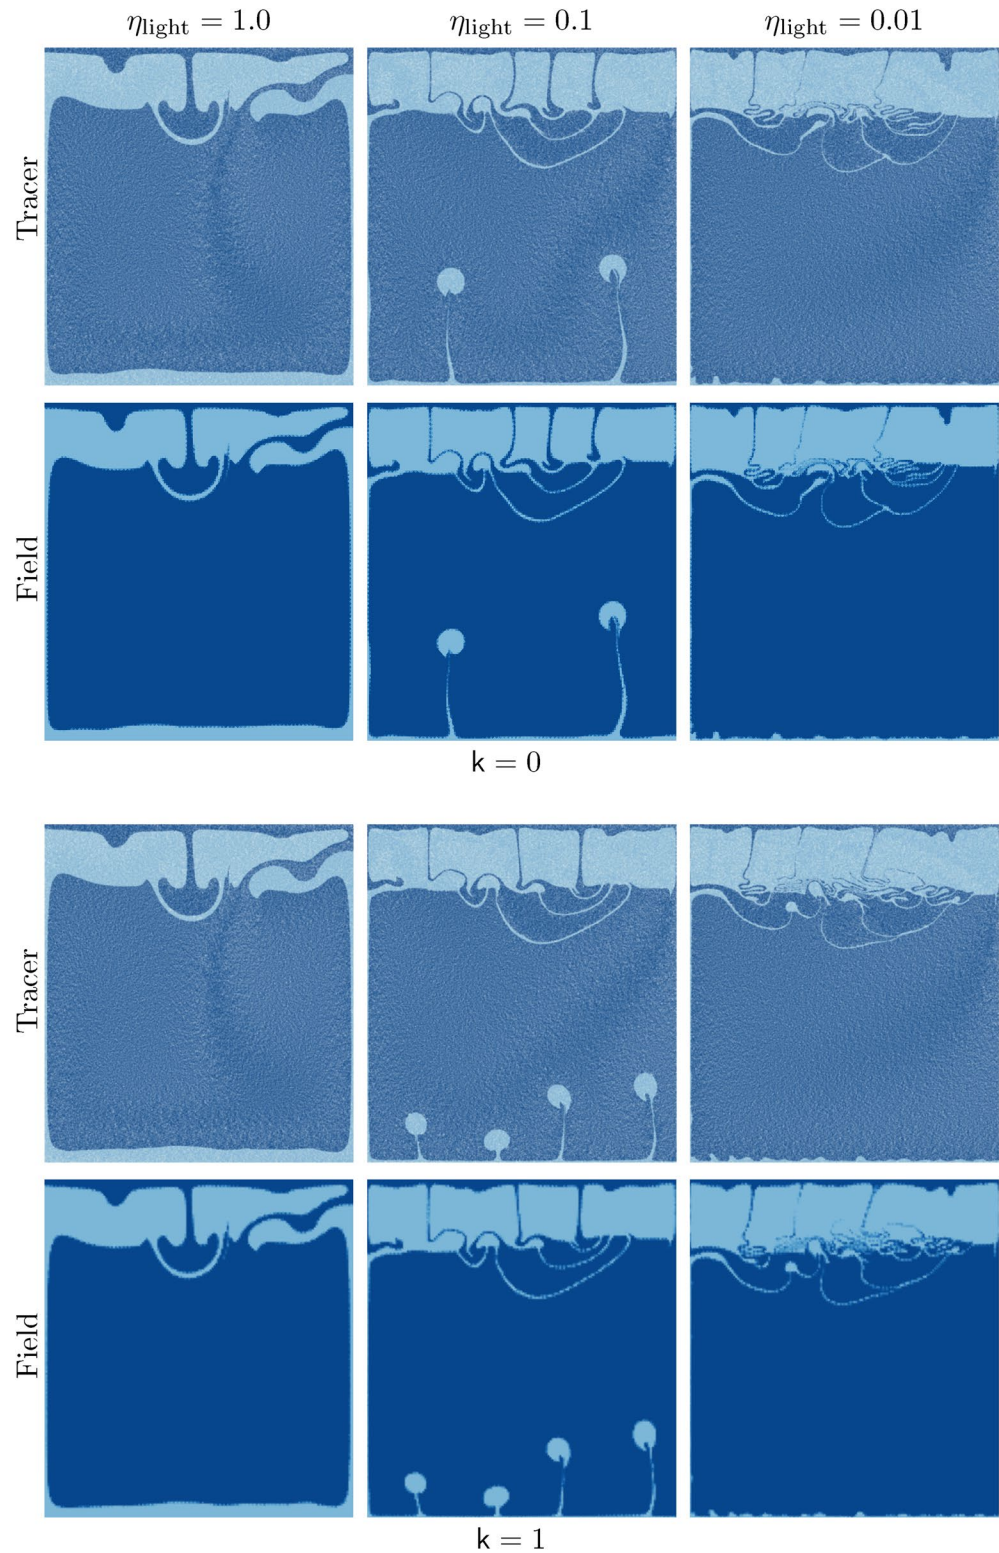 η_light = 1.0 η_light = 0.1 η_light = 0.01
Tracer
Field
k = 0
Tracer
Field
k = 1